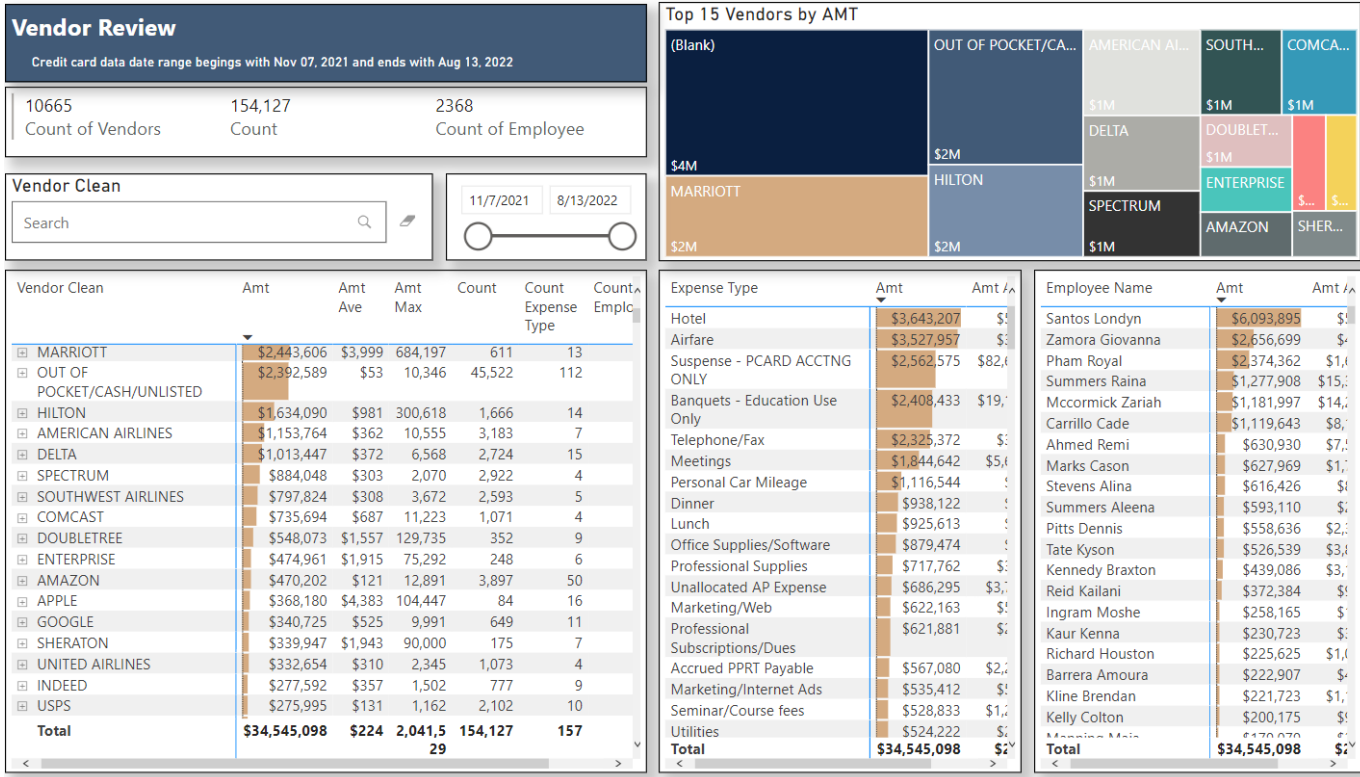 Vendor Review
Credit card data date range begings with Nov 07, 2021 and ends with Aug 13, 2022
10665 154,127 2368
Count of Vendors Count Count of Employee
Vendor Clean
Search
11/7/2021 8/13/2022
Top 15 Vendors by AMT
(Blank)
$4M
MARRIOTT
$2M
OUT OF POCKET/CA...
$2M
HILTON
$2M
AMERICAN AI...
$1M
DELTA
$1M
SPECTRUM
$1M
SOUTH...
$1M
COMCA...
$1M
DOUBLET...
$1M
ENTERPRISE
AMAZON
$...
$...
SHER...
Vendor Clean Amt Amt Ave Amt Max Count Count Expense Type Count Emplo
MARRIOTT $2,443,606 $3,999 684,197 611 13
OUT OF POCKET/CASH/UNLISTED $2,392,589 $53 10,346 45,522 112
HILTON $1,634,090 $981 300,618 1,666 14
AMERICAN AIRLINES $1,153,764 $362 10,555 3,183 7
DELTA $1,013,447 $372 6,568 2,724 15
SPECTRUM $884,048 $303 2,070 2,922 4
SOUTHWEST AIRLINES $797,824 $308 3,672 2,593 5
COMCAST $735,694 $687 11,223 1,071 4
DOUBLETREE $548,073 $1,557 129,735 352 9
ENTERPRISE $474,961 $1,915 75,292 248 6
AMAZON $470,202 $121 12,891 3,897 50
APPLE $368,180 $4,383 104,447 84 16
GOOGLE $340,725 $525 9,991 649 11
SHERATON $339,947 $1,943 90,000 175 7
UNITED AIRLINES $332,654 $310 2,345 1,073 4
INDEED $277,592 $357 1,502 777 9
USPS $275,995 $131 1,162 2,102 10
Total $34,545,098 $224 2,041,529 154,127 157
Expense Type Amt Amt
Hotel $3,643,207
Airfare $3,527,957
Suspense - PCARD ACCTNG ONLY $2,562,575
Banquets - Education Use Only $2,408,433
Telephone/Fax $2,325,372
Meetings $1,844,642
Personal Car Mileage $1,116,544
Dinner $938,122
Lunch $925,613
Office Supplies/Software $879,474
Professional Supplies $717,762
Unallocated AP Expense $686,295
Marketing/Web $622,163
Professional Subscriptions/Dues $621,881
Accrued PPRT Payable $567,080
Marketing/Internet Ads $535,412
Seminar/Course fees $528,833
Utilities $524,222
Total $34,545,098
Employee Name Amt Amt
Santos Londyn $6,093,895
Zamora Giovanna $2,656,699
Pham Royal $2,374,362
Summers Raina $1,277,908
Mccormick Zariah $1,181,997
Carrillo Cade $1,119,643
Ahmed Remi $630,930
Marks Cason $627,969
Stevens Alina $616,426
Summers Aleena $593,110
Pitts Dennis $558,636
Tate Kyson $526,539
Kennedy Braxton $439,086
Reid Kailani $372,384
Ingram Moshe $258,165
Kaur Kenna $230,723
Richard Houston $225,625
Barrera Amoura $222,907
Kline Brendan $221,723
Kelly Colton $200,175
Total $34,545,098